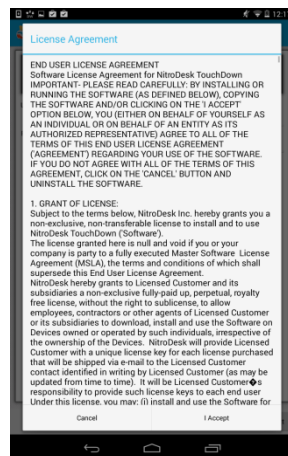 12:1
License Agreement
END USER LICENSE AGREEMENT
Software License Agreement for NitroDesk TouchDown
IMPORTANT- PLEASE READ CAREFULLY: BY INSTALLING OR
RUNNING THE SOFTWARE (AS DEFINED BELOW), COPYING
THE SOFTWARE AND/OR CLICKING ON THE 'I ACCEPT'
OPTION BELOW, YOU (EITHER ON BEHALF OF YOURSELF AS
AN INDIVIDUAL OR ON BEHALF OF AN ENTITY AS ITS
AUTHORIZED REPRESENTATIVE) AGREE TO ALL OF THE
TERMS OF THIS END USER LICENSE AGREEMENT
('AGREEMENT') REGARDING YOUR USE OF THE SOFTWARE.
IF YOU DO NOT AGREE WITH ALL OF THE TERMS OF THIS
AGREEMENT, CLICK ON THE 'CANCEL' BUTTON AND
UNINSTALL THE SOFTWARE.
1. GRANT OF LICENSE:
Subject to the terms below, NitroDesk Inc. hereby grants you a
non-exclusive, non-transferable license to install and to use
NitroDesk TouchDown ('Software').
The license granted here is null and void if you or your
company is party to a fully executed Master Software License
Agreement (MSLA), the terms and conditions of which shall
supersede this End User License Agreement.
NitroDesk hereby grants to Licensed Customer and its
subsidiaries a non-exclusive fully-paid up, perpetual, royalty
free license, without the right to sublicense, to allow
employees, contractors or other agents of Licensed Customer
or its subsidiaries to download, install and use the Software on
Devices owned or operated by such individuals, irrespective of
the ownership of the Devices. NitroDesk will provide Licensed
Customer with a unique license key for each license purchased
that will be shipped via e-mail to the Licensed Customer
contact identified in writing by Licensed Customer (as may be
updated from time to time). It will be Licensed Customer�s
responsibility to provide such license keys to each end user
Under this license, you may: (i) install and use the Software for
Cancel
I Accept